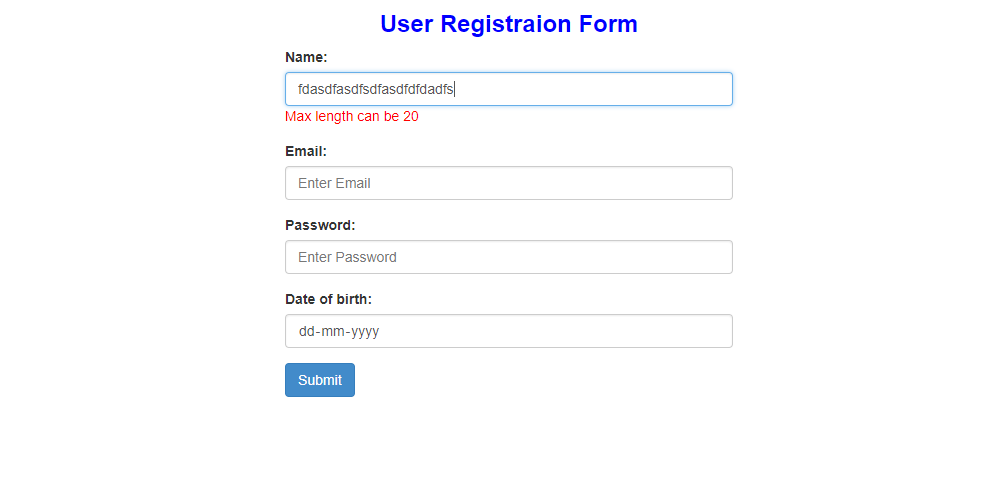 User Registraion Form
Name:
fdasdfasdfsdfasdfdfdadfs
Max length can be 20
Email:
Enter Email
Password:
Enter Password
Date of birth:
dd-mm-yyyy
Submit